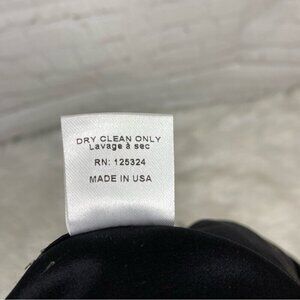 DRY CLEAN ONLY
Lavage à sec
RN: 125324
MADE IN USA